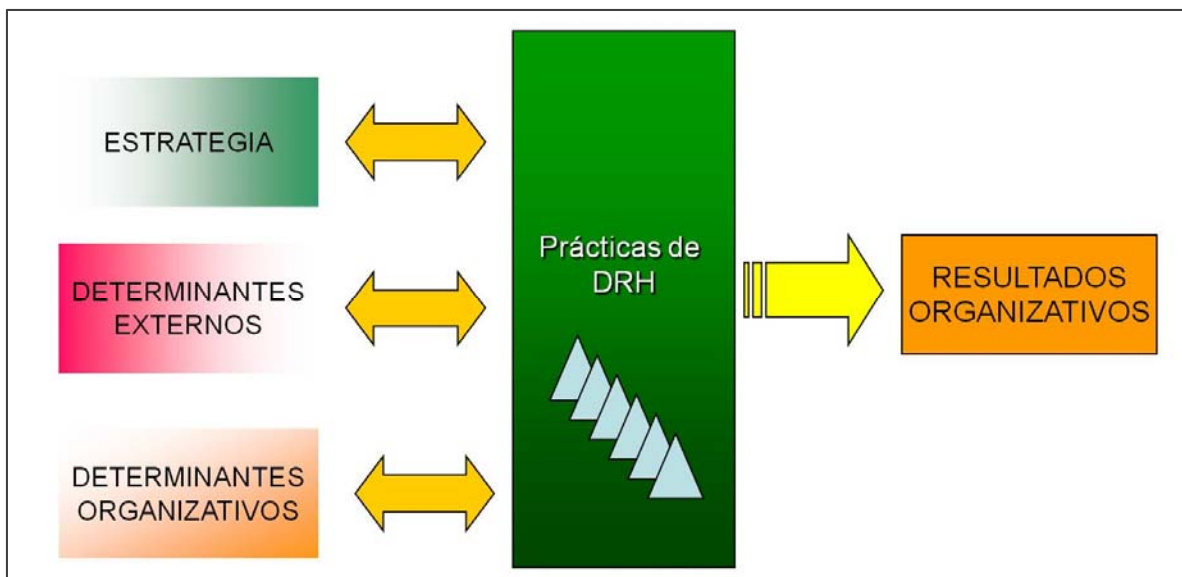 ESTRATEGIA
DETERMINANTES
EXTERNOS
DETERMINANTES
ORGANIZATIVOS
Prácticas de
DRH
RESULTADOS
ORGANIZATIVOS